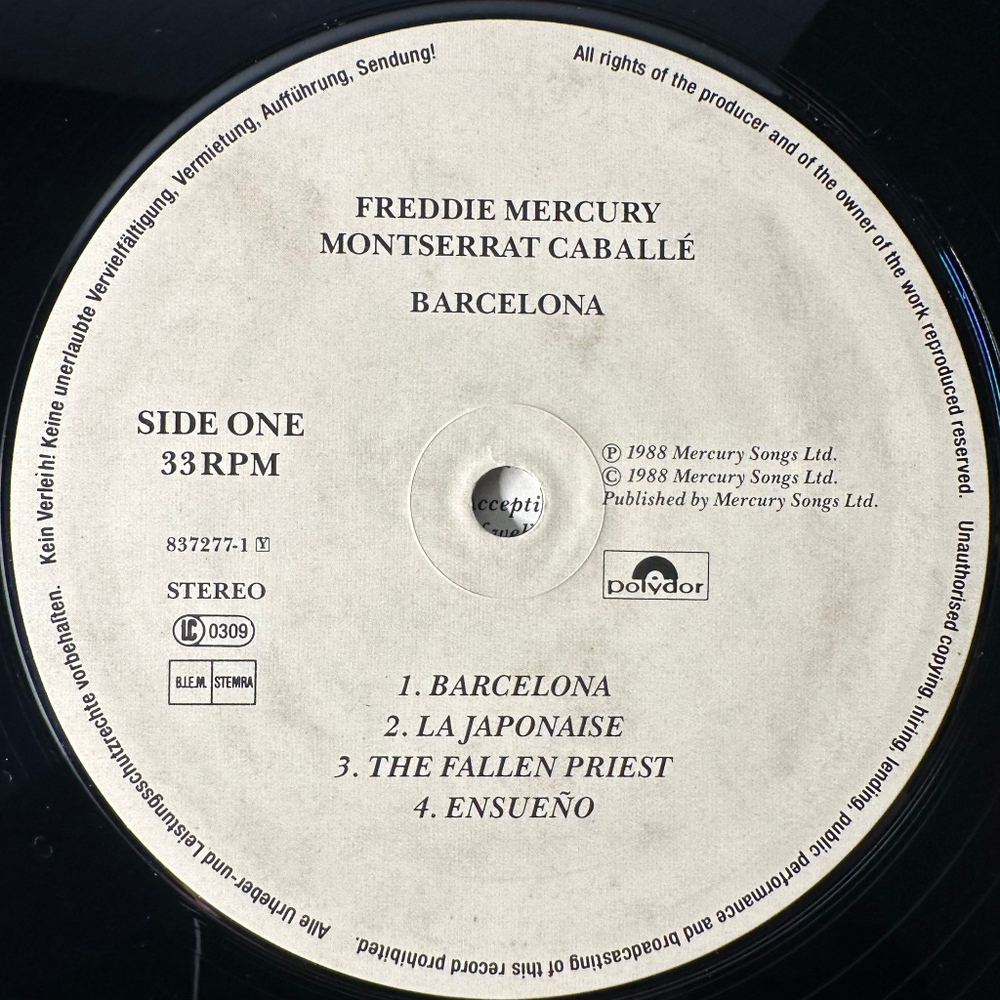 Kein Verleih! Keine unerlaubte Vervielfältigung, Vermietung, Aufführung, Sendung!
All rights of the producer and of the owner of the work reproduced reserved.
FREDDIE MERCURY
MONTSERRAT CABALLÉ
BARCELONA
SIDE ONE
33 RPM
Ⓟ 1988 Mercury Songs Ltd.
© 1988 Mercury Songs Ltd.
Published by Mercury Songs Ltd.
ccepti
837277-1 Y
STEREO
LC 0309
B.I.E.M. STEMRA
polydor
1. BARCELONA
2. LA JAPONAISE
3. THE FALLEN PRIEST
4. ENSUEÑO
Unauthorised copying, hiring, lending, public performance and broadcasting of this record prohibited.
Alle Urheber-und Leistungsschutzrechte vorbehalten.